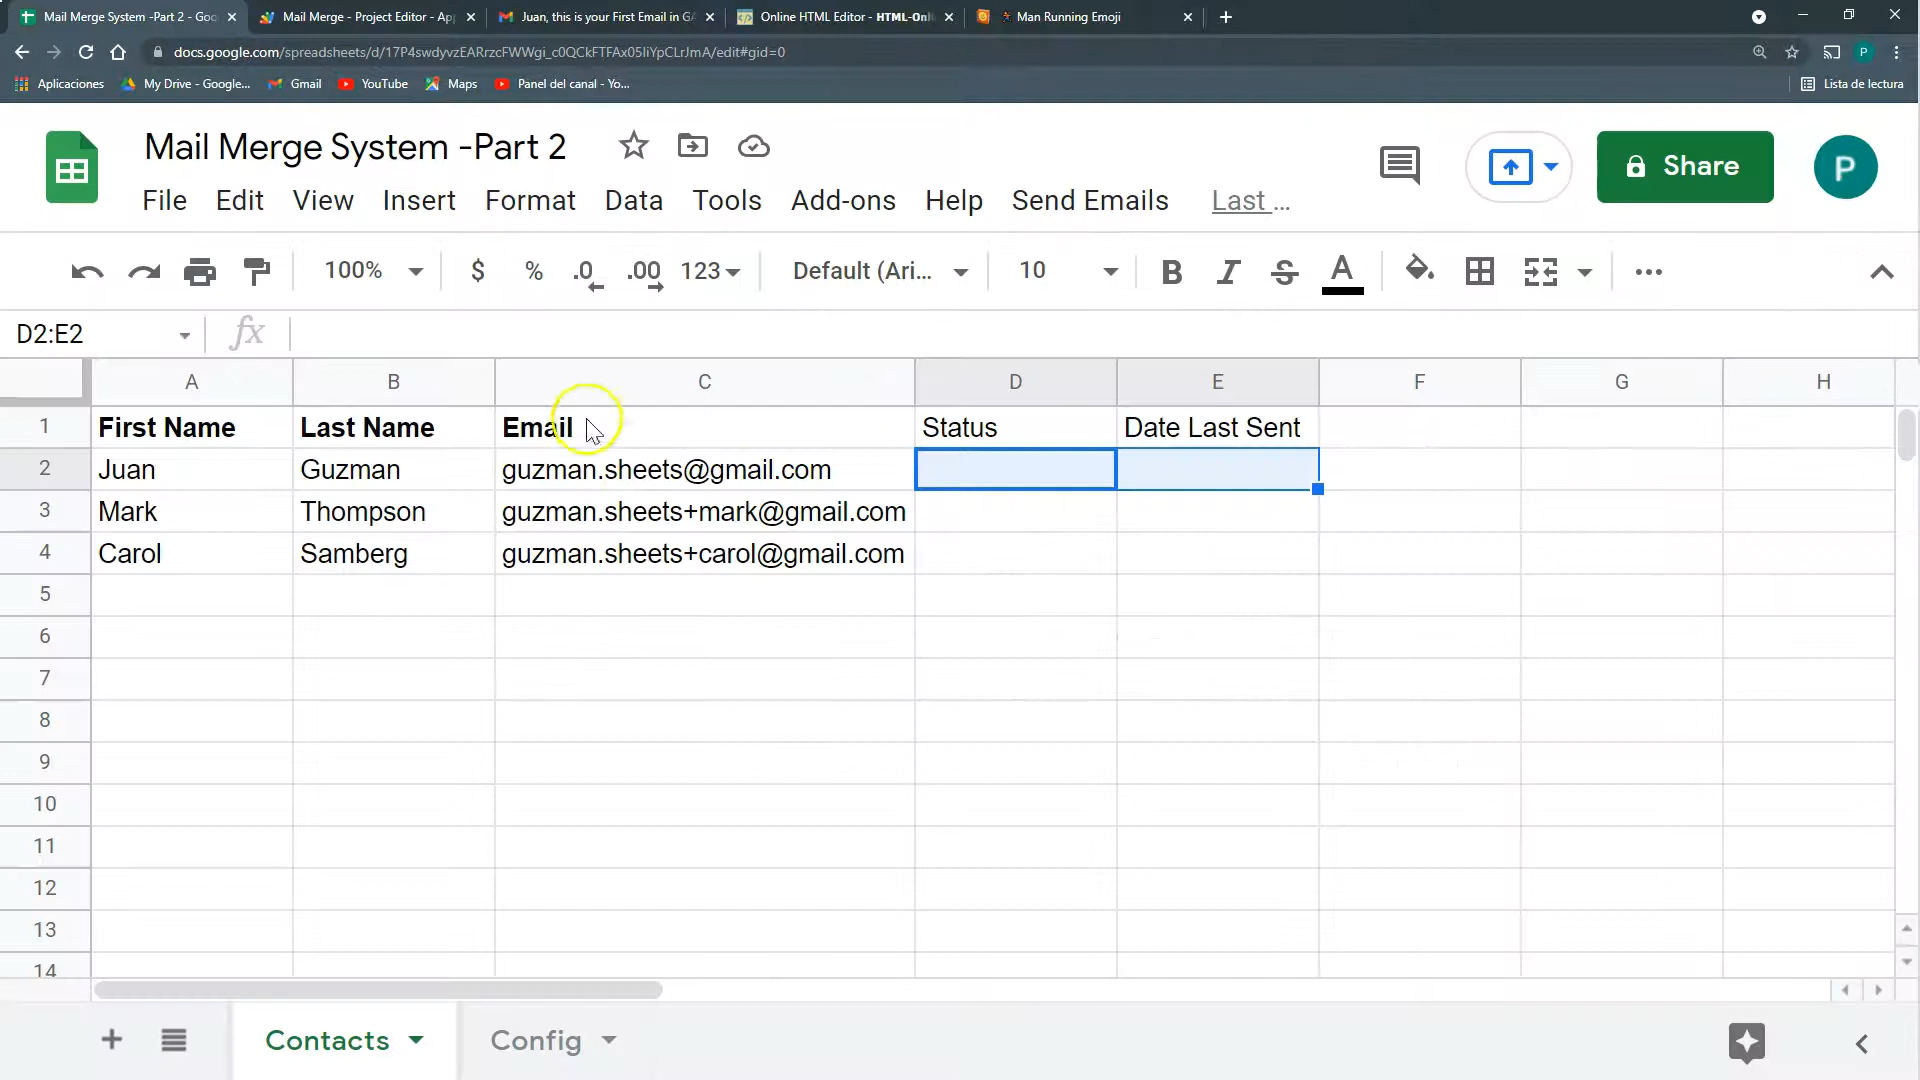 Mail Merge System -Part 2 - Goo
Mail Merge - Project Editor - App
Juan, this is your First Email in GA
Online HTML Editor - HTML-Onl
Man Running Emoji
docs.google.com/spreadsheets/d/17P4swdyvzEARrzcFWWgi_c0QCkFTFAx05IiYpCLrJmA/edit#gid=0
P
Aplicaciones
My Drive - Google...
Gmail
YouTube
Maps
Panel del canal - Yo...
Lista de lectura
Mail Merge System -Part 2
Share
P
File Edit View Insert Format Data Tools Add-ons Help Send Emails Last ...
100% $ % .0 .00 123 Default (Ari... 10 B I S A
D2:E2 fx
A B C D E F G H
1 First Name Last Name Email Status Date Last Sent
2 Juan Guzman guzman.sheets@gmail.com
3 Mark Thompson guzman.sheets+mark@gmail.com
4 Carol Samberg guzman.sheets+carol@gmail.com
5
6
7
8
9
10
11
12
13
14
Contacts Config